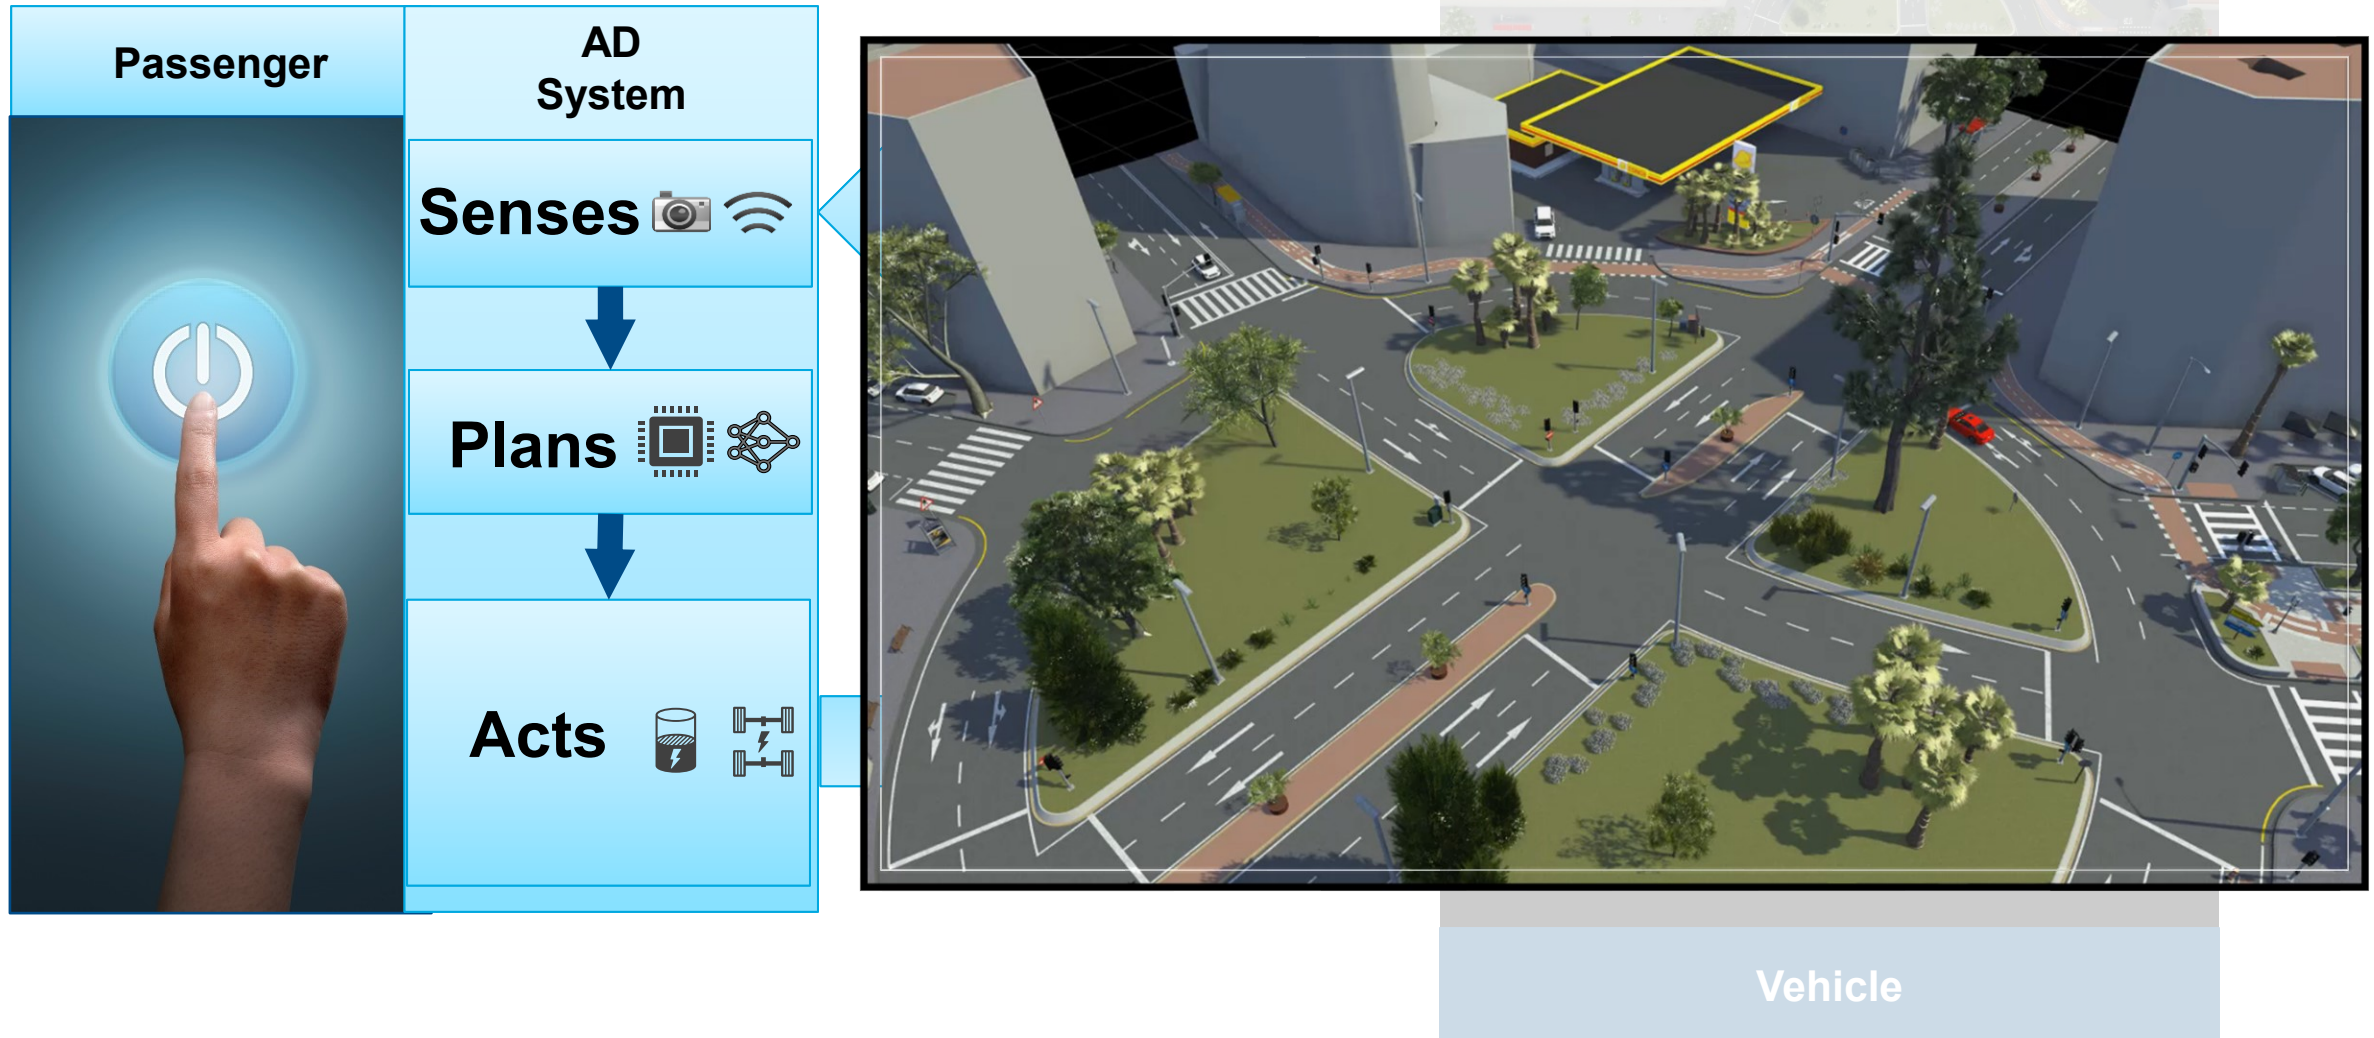 Passenger
AD
System
Senses
Plans
Acts
Vehicle